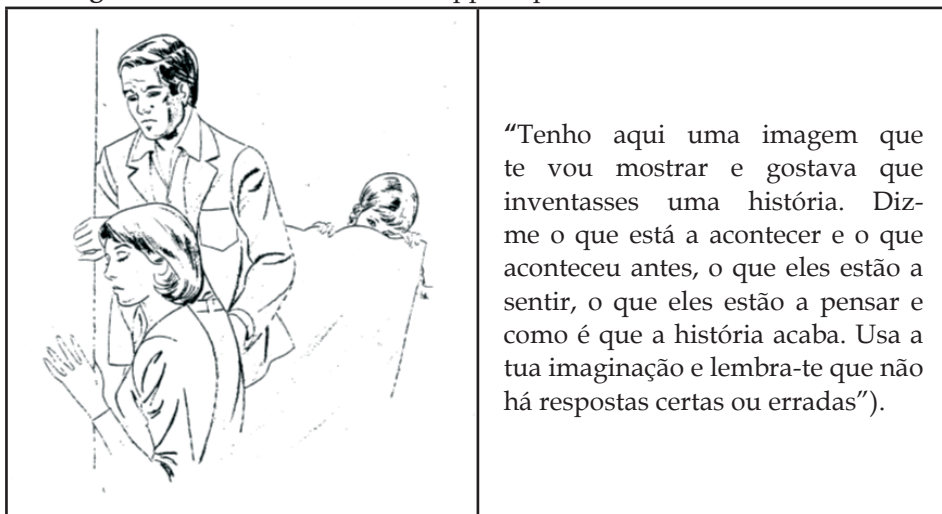 "Tenho aqui uma imagem que
te vou mostrar e gostava que
inventasses uma história. Diz-
me o que está a acontecer e o que
aconteceu antes, o que eles estão a
sentir, o que eles estão a pensar e
como é que a história acaba. Usa a
tua imaginação e lembra-te que não
há respostas certas ou erradas").